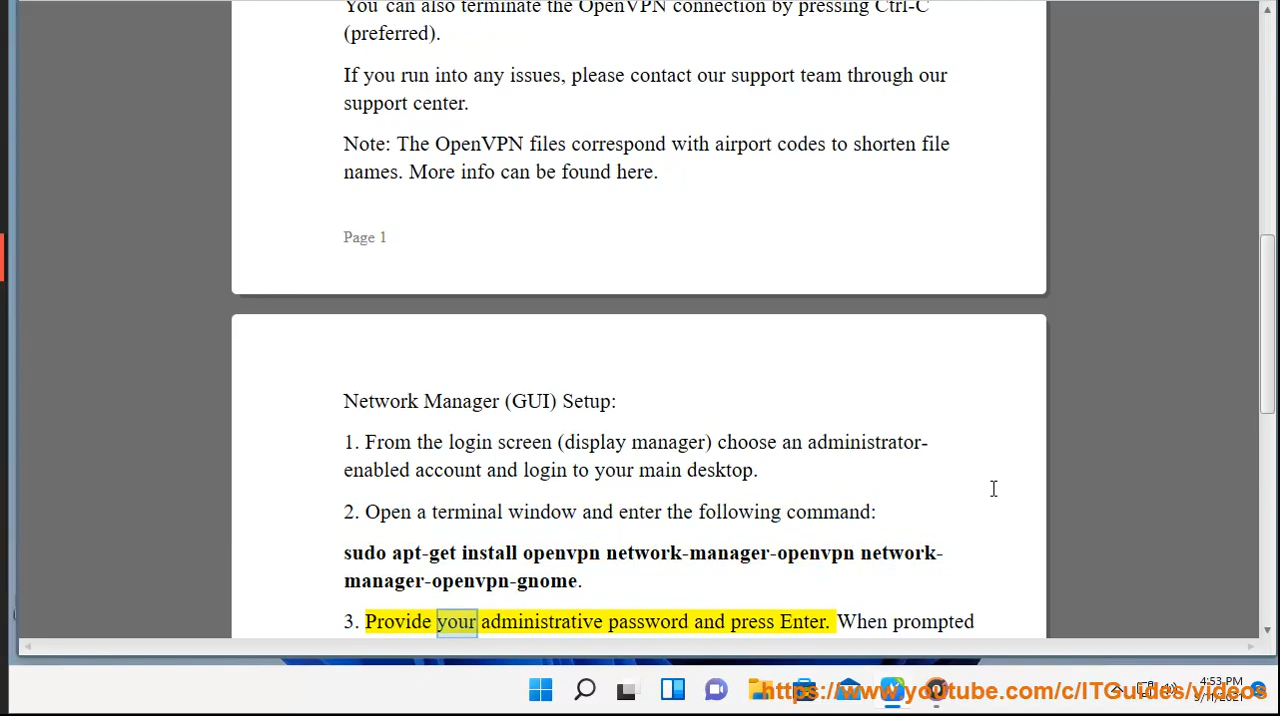 You can also terminate the OpenVPN connection by pressing Ctrl-C
(preferred).
If you run into any issues, please contact our support team through our
support center.
Note: The OpenVPN files correspond with airport codes to shorten file
names. More info can be found here.
Page 1
Network Manager (GUI) Setup:
1. From the login screen (display manager) choose an administrator-
enabled account and login to your main desktop.
2. Open a terminal window and enter the following command:
sudo apt-get install openvpn network-manager-openvpn network-
manager-openvpn-gnome.
3. Provide your administrative password and press Enter. When prompted
4:53 PM
https://www.youtube.com/c/ITGuides/videos